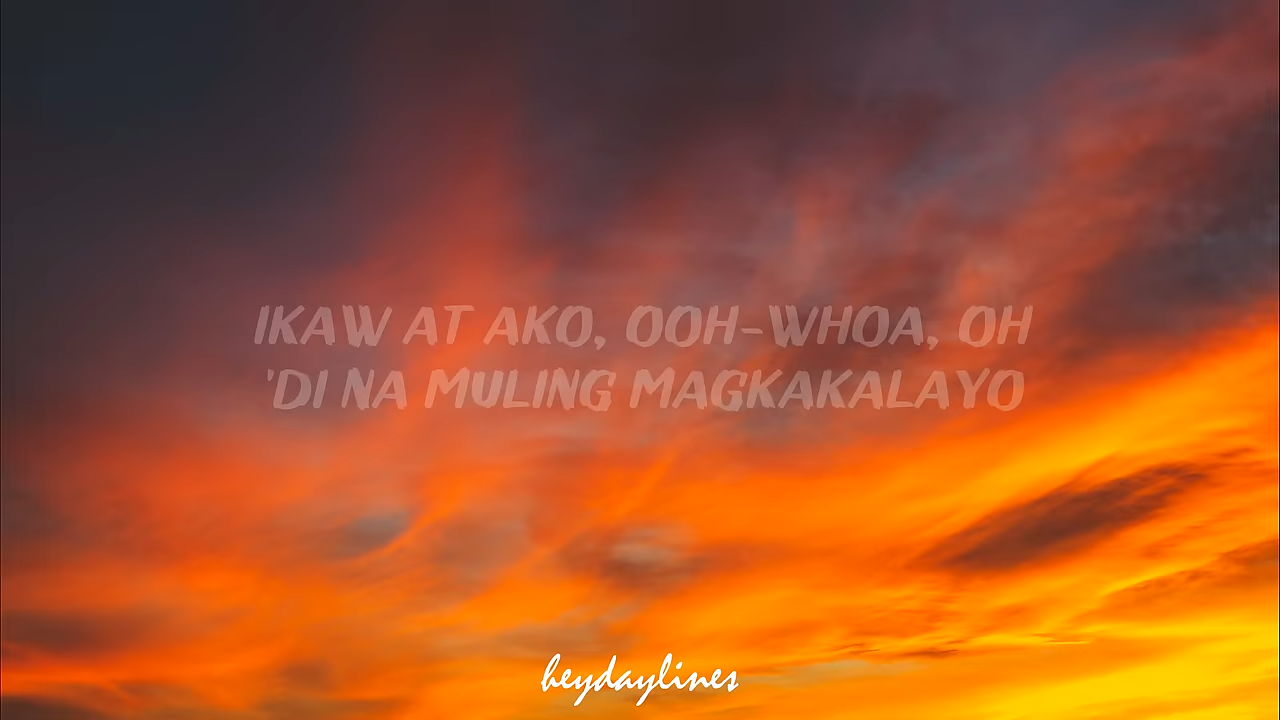 IKAW AT AKO, OOH-WHOA, OH
'DI NA MULING MAGKAKALAYO
heydaylines